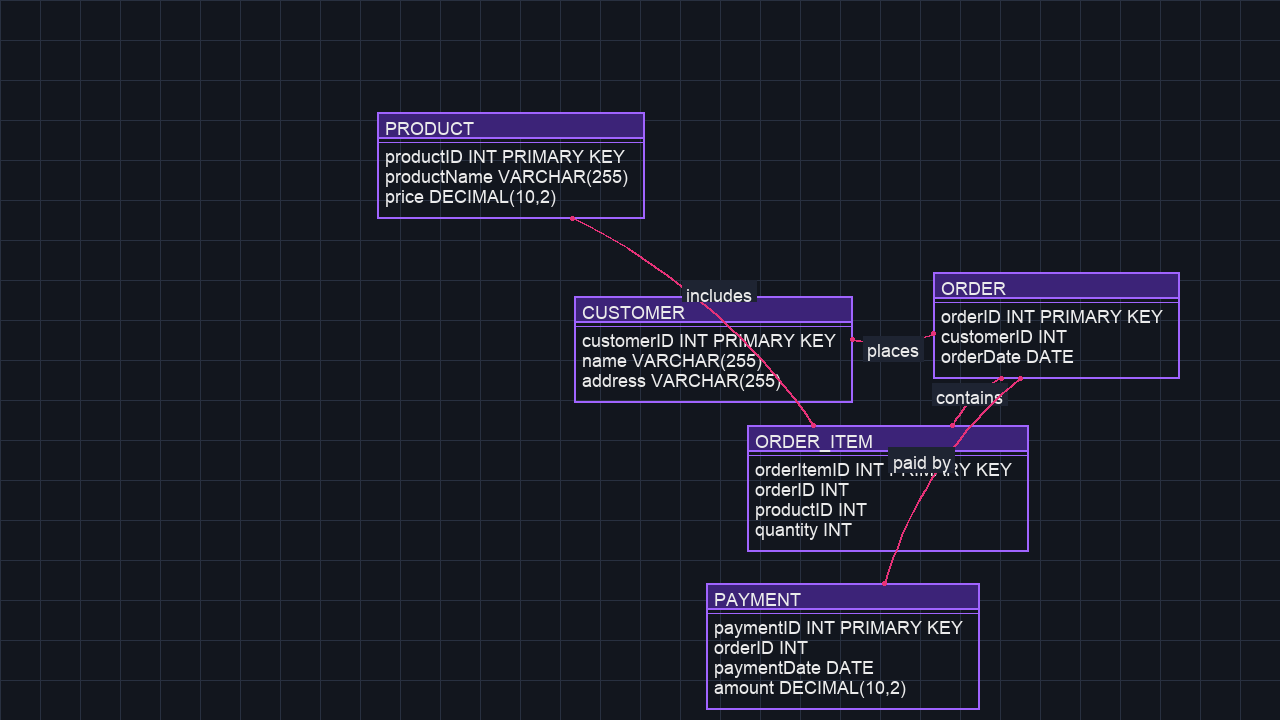 PRODUCT
productID INT PRIMARY KEY
productName VARCHAR(255)
price DECIMAL(10,2)
includes
CUSTOMER
customerID INT PRIMARY KEY
name VARCHAR(255)
address VARCHAR(255)
places
ORDER
orderID INT PRIMARY KEY
customerID INT
orderDate DATE
contains
ORDER_ITEM
paid by
orderItemID INT PRIMARY KEY
orderID INT
productID INT
quantity INT
PAYMENT
paymentID INT PRIMARY KEY
orderID INT
paymentDate DATE
amount DECIMAL(10,2)